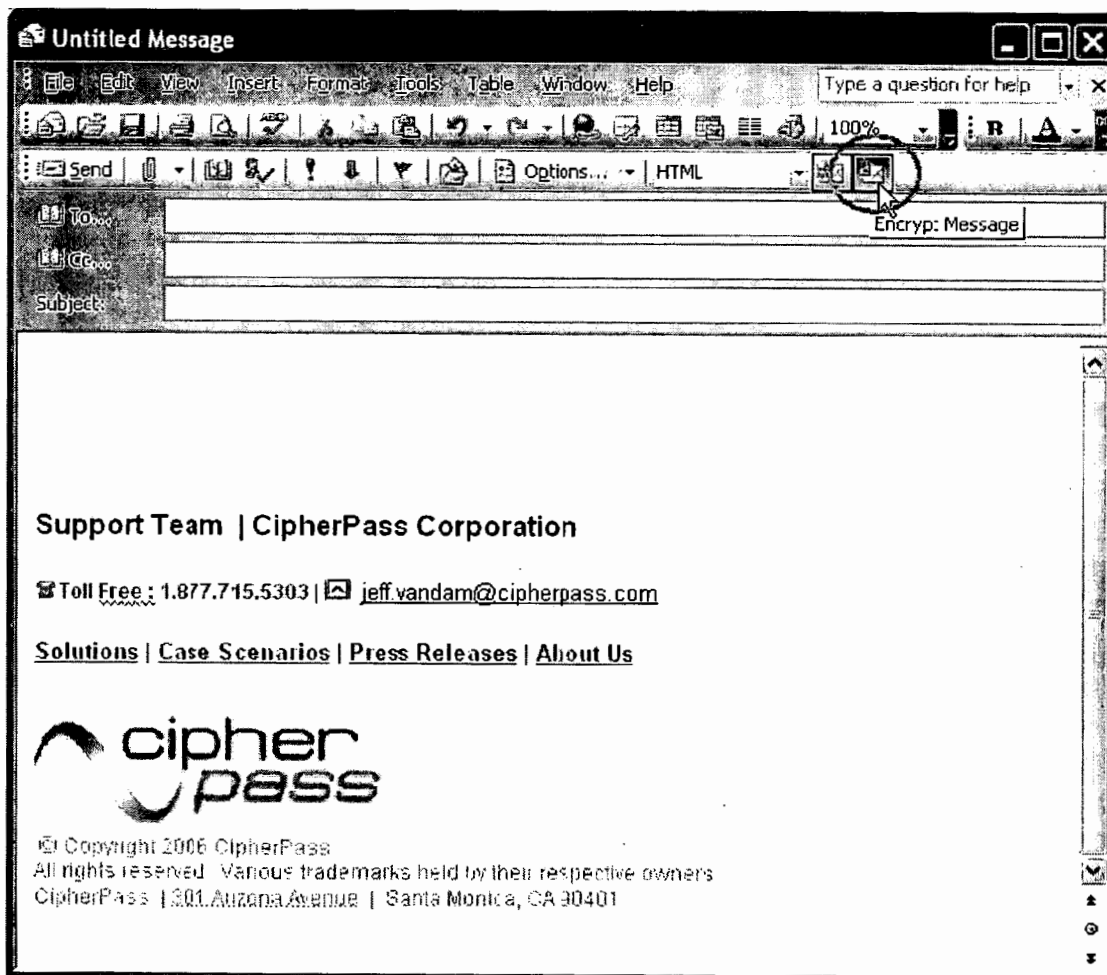 Untitled Message
File Edit View Insert Format Tools Table Window Help Type a question for help
ABC 100% B A
Send Options... HTML
To...
Encryp: Message
Cc...
Subject:
Support Team | CipherPass Corporation
Toll Free : 1.877.715.5303 | jeff.vandam@cipherpass.com
Solutions | Case Scenarios | Press Releases | About Us
cipher
pass
© Copyright 2006 CipherPass
All rights reserved. Various trademarks held by their respective owners
CipherPass | 301 Arizona Avenue | Santa Monica, CA 90401